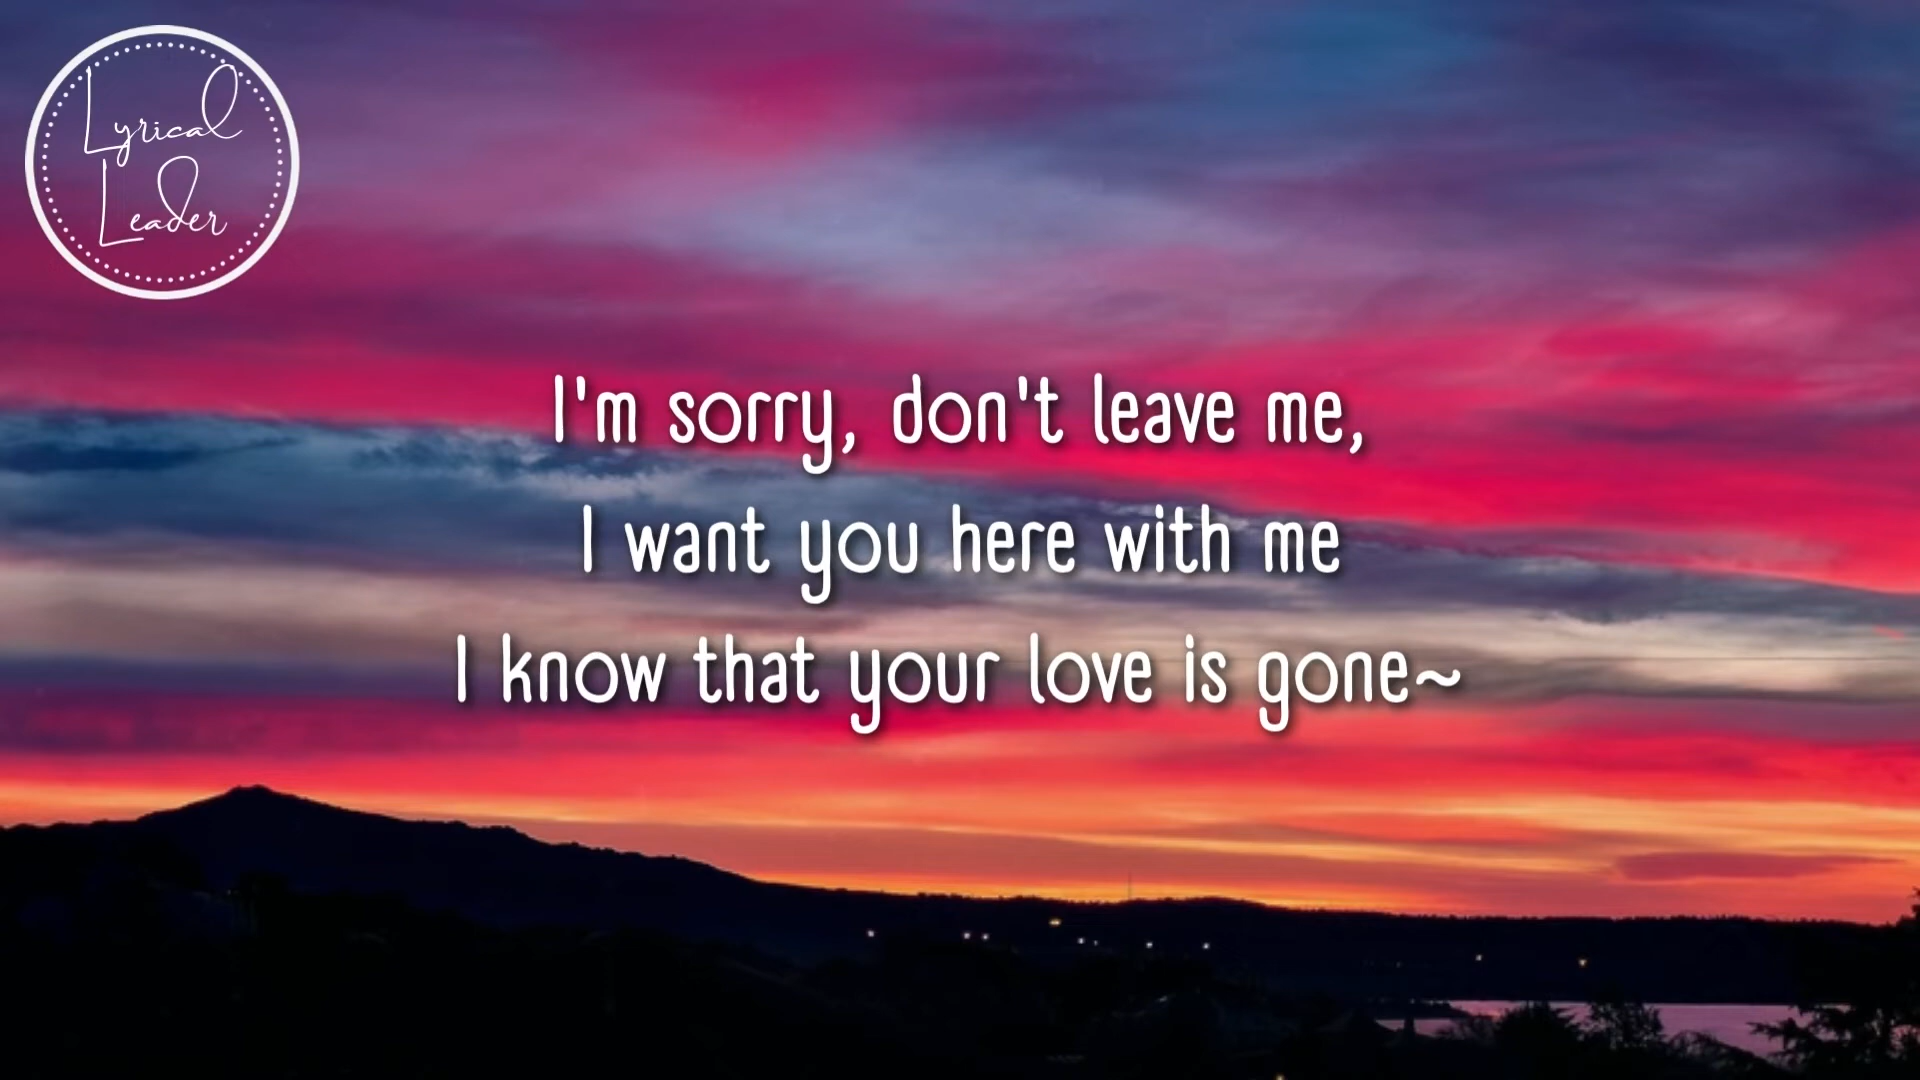 Lyrical
Leader
I'm sorry, don't leave me,
I want you here with me
I know that your love is gone~